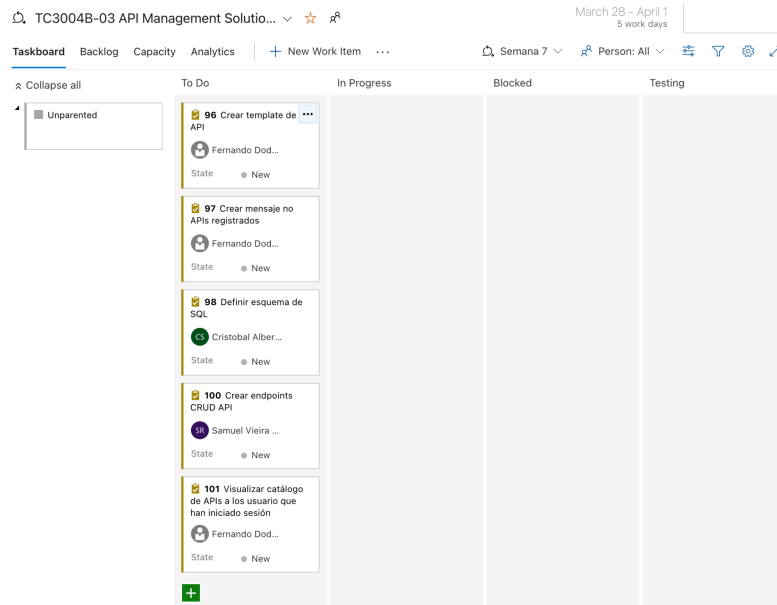 TC3004B-03 API Management Solutio...
March 28 - April 1
5 work days
Taskboard Backlog Capacity Analytics New Work Item ... Semana 7 Person: All
Collapse all To Do In Progress Blocked Testing
Unparented
96 Crear template de
API
Fernando Dod...
State New
97 Crear mensaje no
APIs registrados
Fernando Dod...
State New
98 Definir esquema de
SQL
CS Cristobal Alber...
State New
100 Crear endpoints
CRUD API
SR Samuel Vieira ...
State New
101 Visualizar catálogo
de APIs a los usuario que
han iniciado sesión
Fernando Dod...
State New